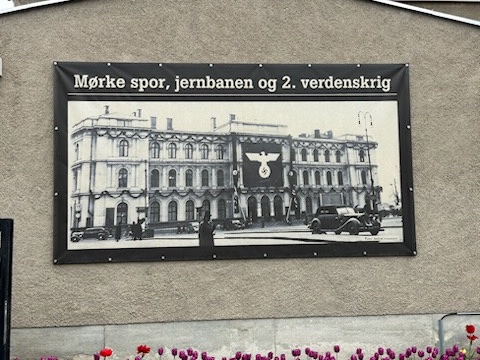 Mørke spor, jernbanen og 2. verdenskrig